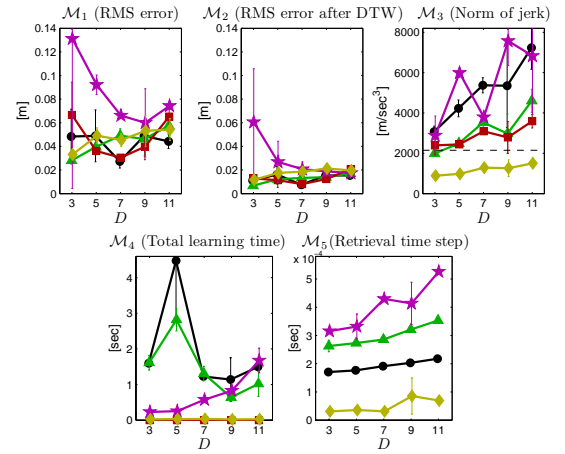 M₁ (RMS error)
0.14
0.12
0.1
0.08
0.06
0.04
0.02
0
[m]
3 5 7 9 11
D
M₂ (RMS error after DTW)
0.14
0.12
0.1
0.08
0.06
0.04
0.02
0
[m]
3 5 7 9 11
D
M₃ (Norm of jerk)
8000
6000
4000
2000
0
[m/sec³]
3 5 7 9 11
D
M₄ (Total learning time)
4
3
2
1
0
[sec]
3 5 7 9 11
D
M₅(Retrieval time step)
x 10⁻⁴
6
5
4
3
2
1
0
[sec]
3 5 7 9 11
D